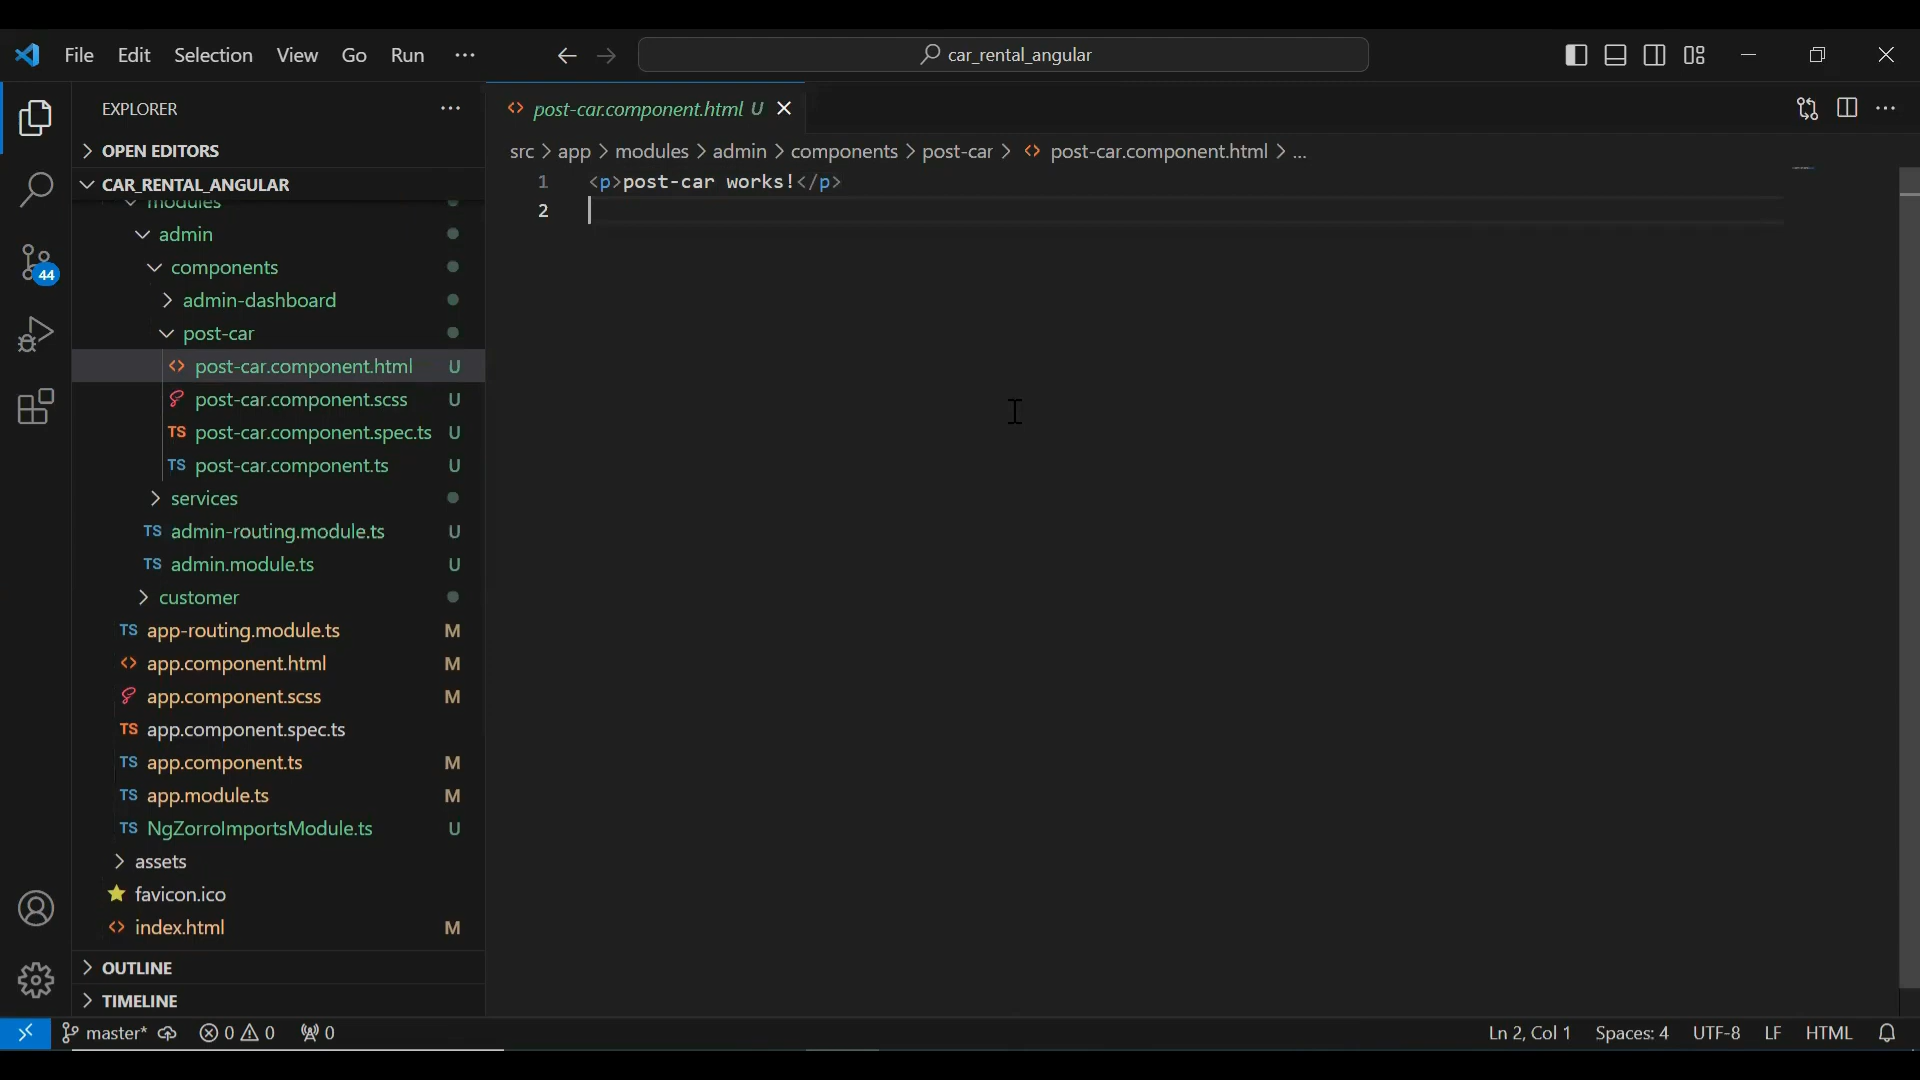 File Edit Selection View Go Run ··· car_rental_angular
EXPLORER ···
post-car.component.html U
OPEN EDITORS
src > app > modules > admin > components > post-car > post-car.component.html > ...
CAR_RENTAL_ANGULAR
1 <p>post-car works!</p>
2
modules
admin
components
44
admin-dashboard
post-car
post-car.component.html U
post-car.component.scss U
TS post-car.component.spec.ts U
TS post-car.component.ts U
services
TS admin-routing.module.ts U
TS admin.module.ts U
customer
TS app-routing.module.ts M
app.component.html M
app.component.scss M
TS app.component.spec.ts
TS app.component.ts M
TS app.module.ts M
TS NgZorroImportsModule.ts U
assets
favicon.ico
index.html M
OUTLINE
TIMELINE
master* 0 0 0 Ln 2, Col 1 Spaces: 4 UTF-8 LF HTML